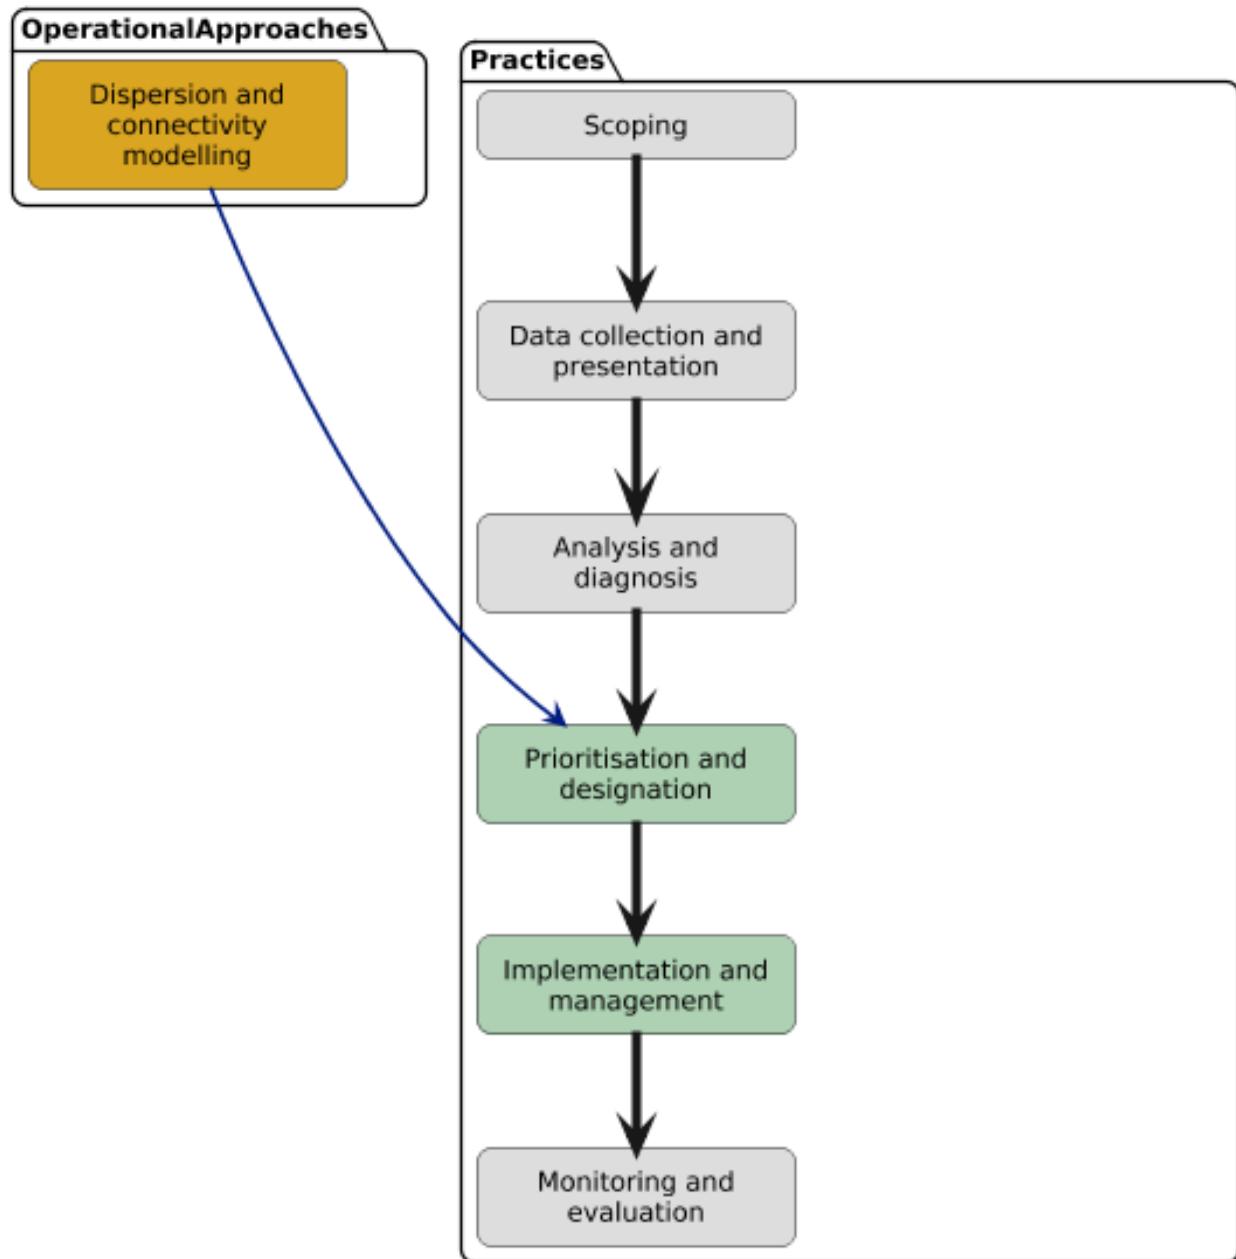 OperationalApproaches
Dispersion and
connectivity
modelling
Practices
Scoping
Data collection and
presentation
Analysis and
diagnosis
Prioritisation and
designation
Implementation and
management
Monitoring and
evaluation